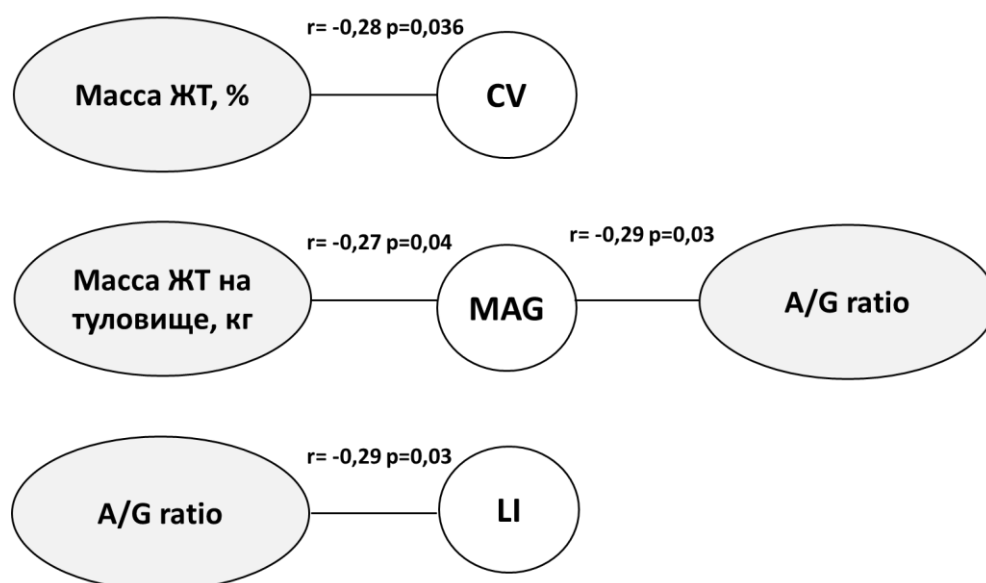 r= -0,28 p=0,036
Масса ЖТ, %
CV
r= -0,27 p=0,04
r= -0,29 p=0,03
Масса ЖТ на
туловище, кг
MAG
A/G ratio
r= -0,29 p=0,03
A/G ratio
LI